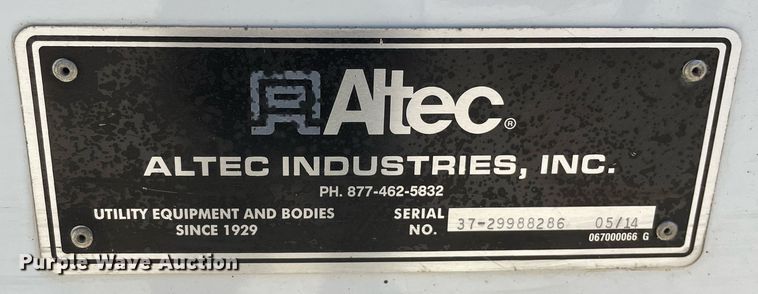 Altec®
ALTEC INDUSTRIES, INC.
PH. 877-462-5832
UTILITY EQUIPMENT AND BODIES
SINCE 1929
SERIAL
NO.
37-29988286 05/14
067000066 G
Purple Wave Auction